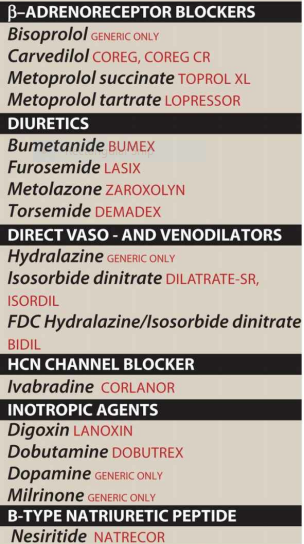 β–ADRENORECEPTOR BLOCKERS
Bisoprolol GENERIC ONLY
Carvedilol COREG, COREG CR
Metoprolol succinate TOPROL XL
Metoprolol tartrate LOPRESSOR
DIURETICS
Bumetanide BUMEX
Furosemide LASIX
Metolazone ZAROXOLYN
Torsemide DEMADEX
DIRECT VASO - AND VENODILATORS
Hydralazine GENERIC ONLY
Isosorbide dinitrate DILATRATE-SR,
ISORDIL
FDC Hydralazine/Isosorbide dinitrate
BIDIL
HCN CHANNEL BLOCKER
Ivabradine CORLANOR
INOTROPIC AGENTS
Digoxin LANOXIN
Dobutamine DOBUTREX
Dopamine GENERIC ONLY
Milrinone GENERIC ONLY
B-TYPE NATRIURETIC PEPTIDE
Nesiritide NATRECOR